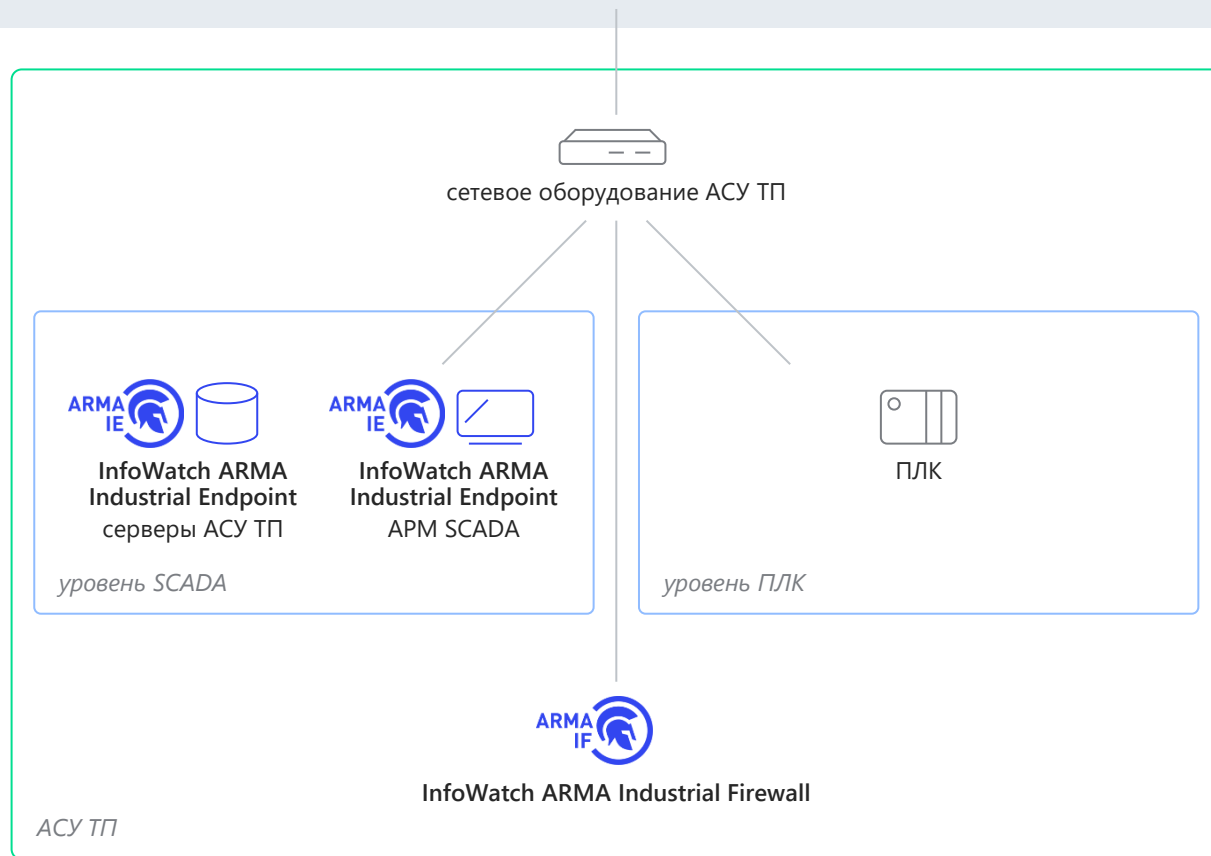 сетевое оборудование АСУ ТП
ARMA
IE
InfoWatch ARMA
Industrial Endpoint
серверы АСУ ТП
ARMA
IE
InfoWatch ARMA
Industrial Endpoint
АРМ SCADA
уровень SCADA
ПЛК
уровень ПЛК
ARMA
IF
InfoWatch ARMA Industrial Firewall
АСУ ТП